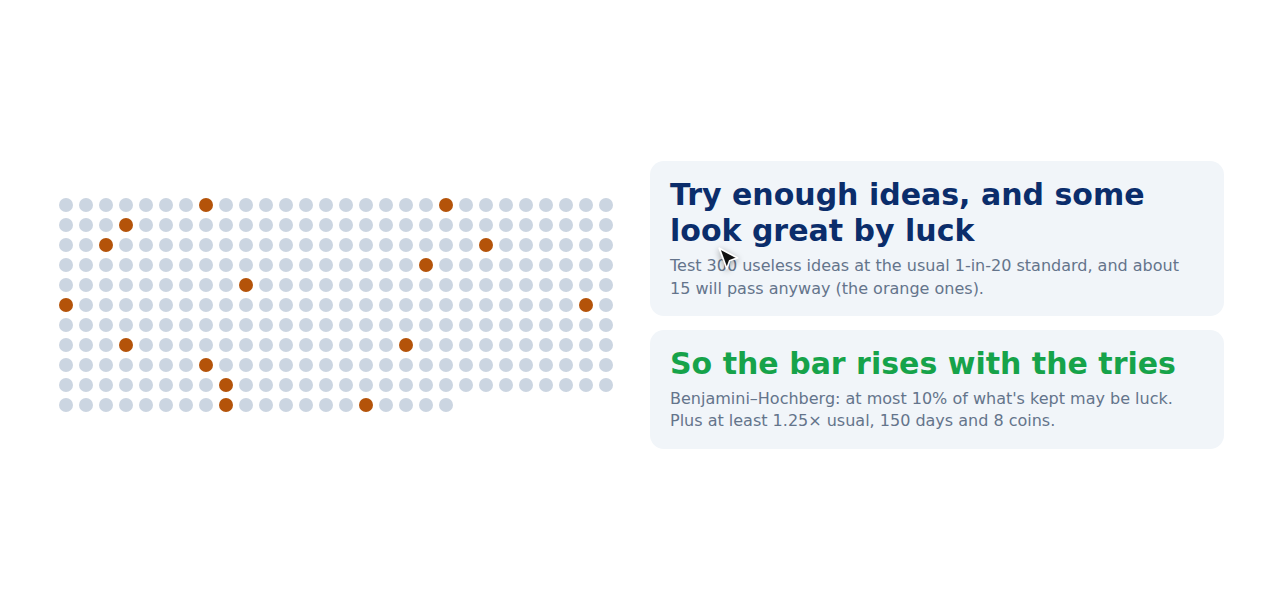 Try enough ideas, and some
look great by luck
Test 300 useless ideas at the usual 1-in-20 standard, and about
15 will pass anyway (the orange ones).
So the bar rises with the tries
Benjamini–Hochberg: at most 10% of what's kept may be luck.
Plus at least 1.25× usual, 150 days and 8 coins.